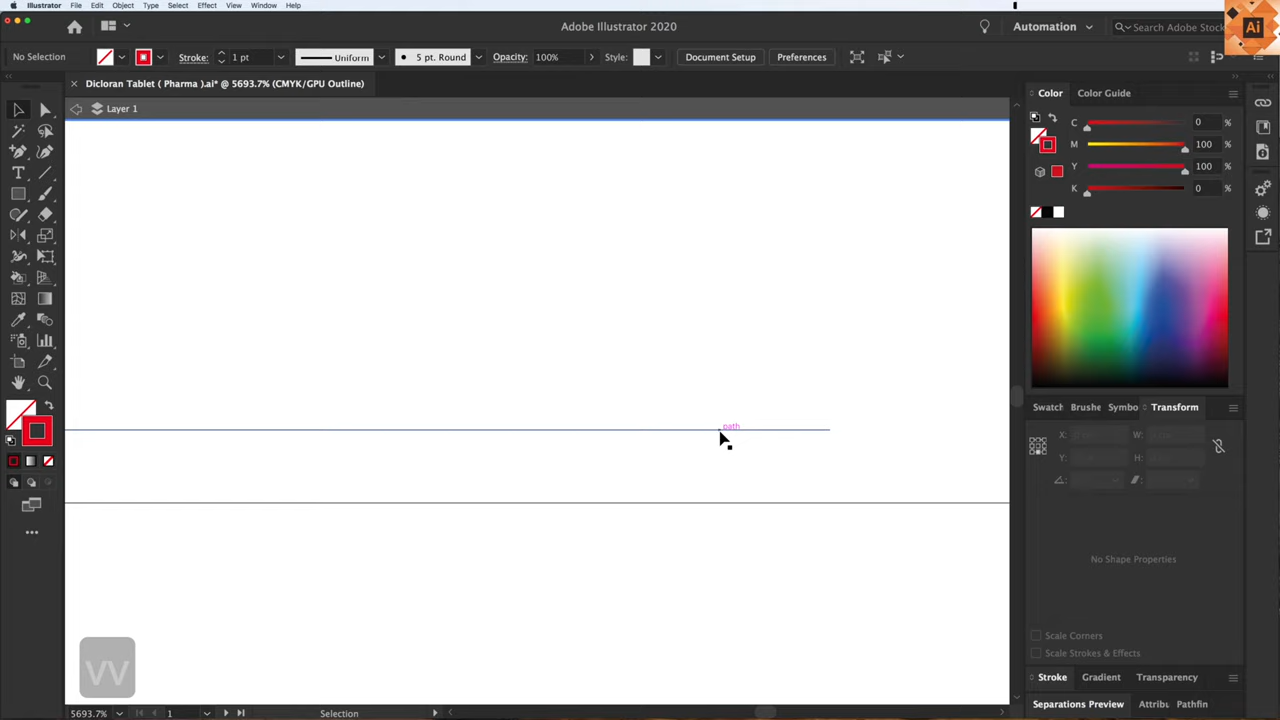 Illustrator File Edit Object Type Select Effect View Window Help
Adobe Illustrator 2020
Automation
Search Adobe Stock
Ai
No Selection
Stroke: 1 pt
Uniform
5 pt. Round
Opacity: 100%
Style:
Document Setup
Preferences
× Dicloran Tablet ( Pharma ).ai* @ 5693.7% (CMYK/GPU Outline)
Layer 1
Color Color Guide
C 0 %
M 100 %
Y 100 %
K 0 %
path
Swatch Brushe Symbo Transform
X: W:
Y: H:
No Shape Properties
Scale Corners
Scale Strokes & Effects
Stroke Gradient Transparency
Separations Preview Attribu Pathfin
VV
5693.7% 1 Selection